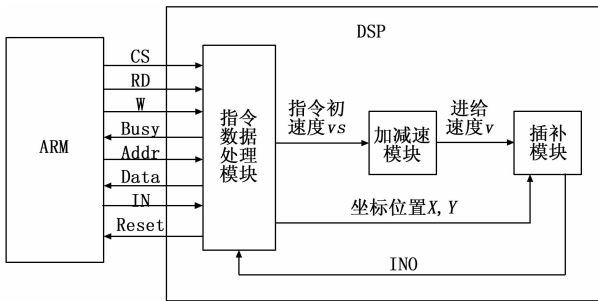 DSP
ARM
CS
RD
W
Busy
Addr
Data
IN
Reset
指令
数据
处理
模块
指令初
速度vs
加减速
模块
进给
速度v
插补
模块
坐标位置X,Y
INO